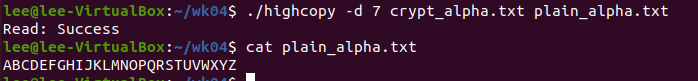 lee@lee-VirtualBox:~/wk04$ ./highcopy -d 7 crypt_alpha.txt plain_alpha.txt
Read: Success
lee@lee-VirtualBox:~/wk04$ cat plain_alpha.txt
ABCDEFGHIJKLMNOPQRSTUVWXYZ